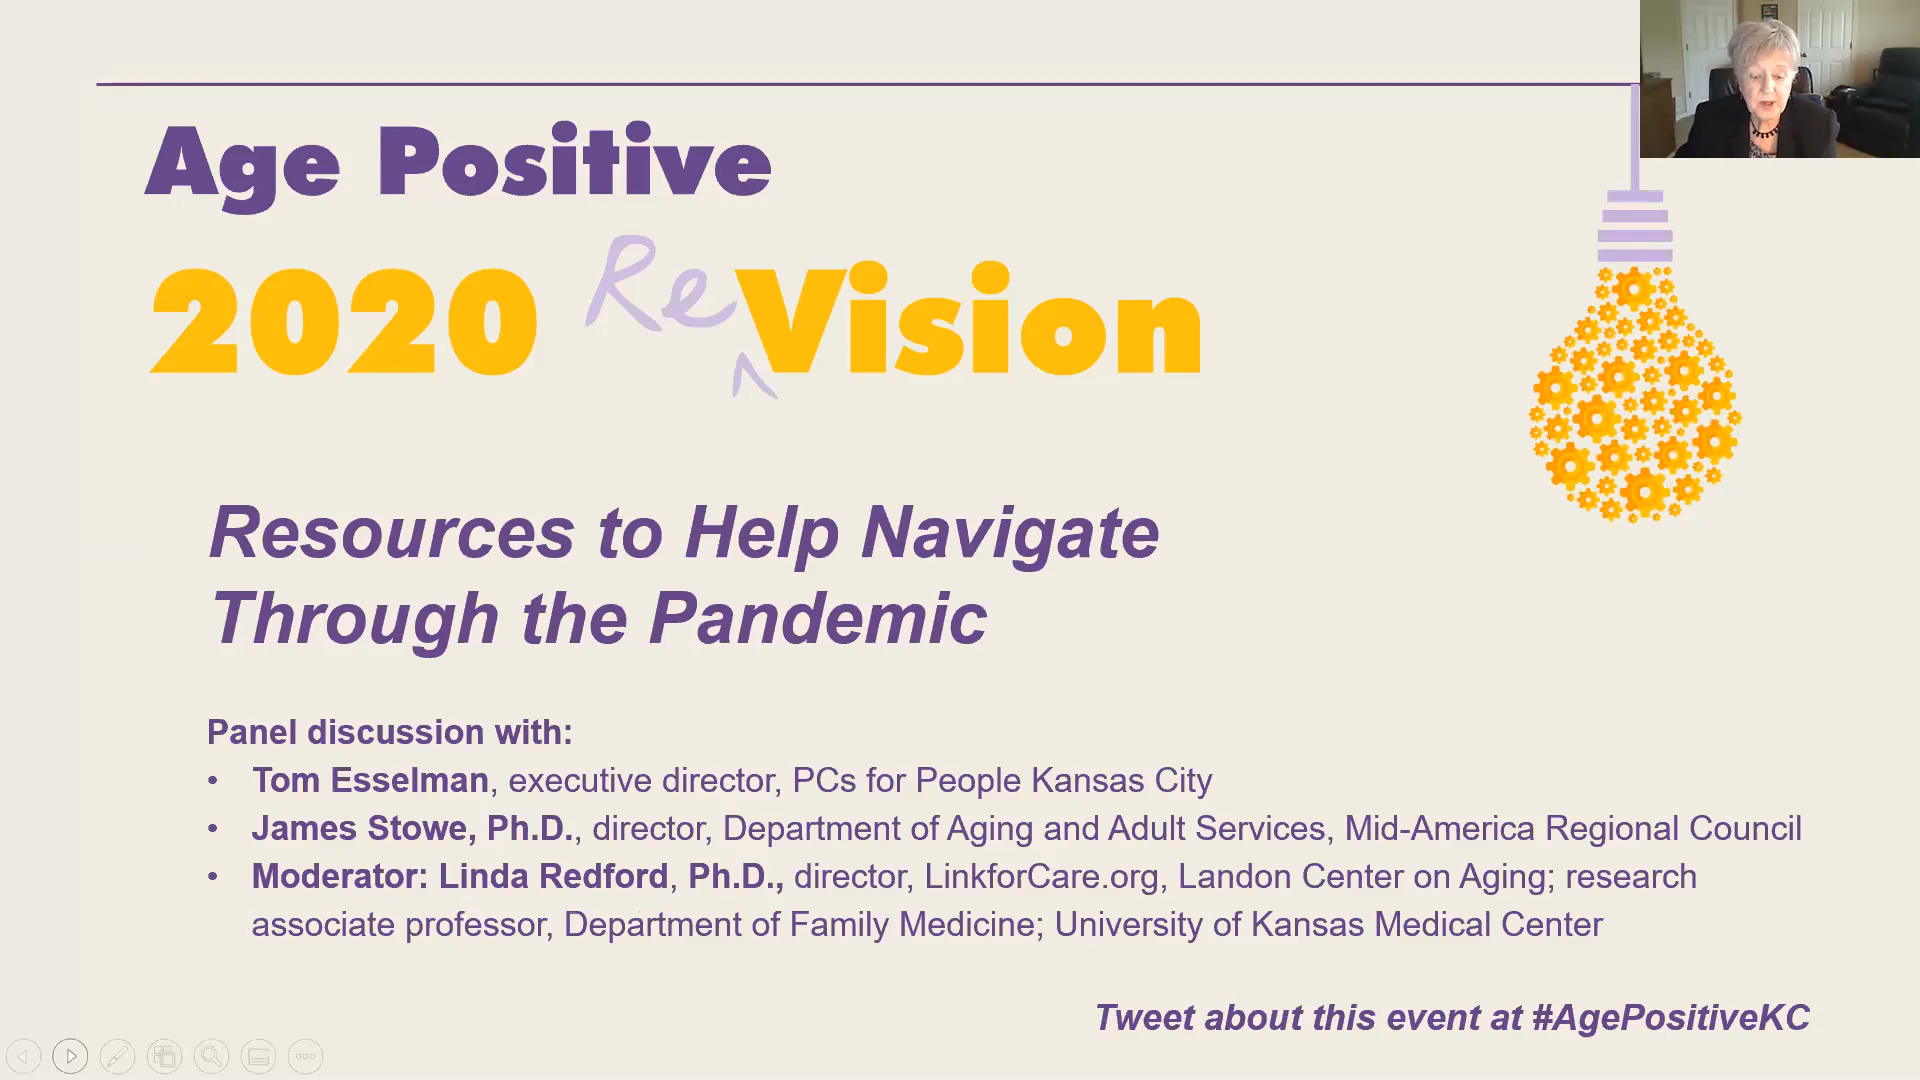 Age Positive
2020 ReVision
^
Resources to Help Navigate
Through the Pandemic
Panel discussion with:
• Tom Esselman, executive director, PCs for People Kansas City
• James Stowe, Ph.D., director, Department of Aging and Adult Services, Mid-America Regional Council
• Moderator: Linda Redford, Ph.D., director, LinkforCare.org, Landon Center on Aging; research
associate professor, Department of Family Medicine; University of Kansas Medical Center
Tweet about this event at #AgePositiveKC